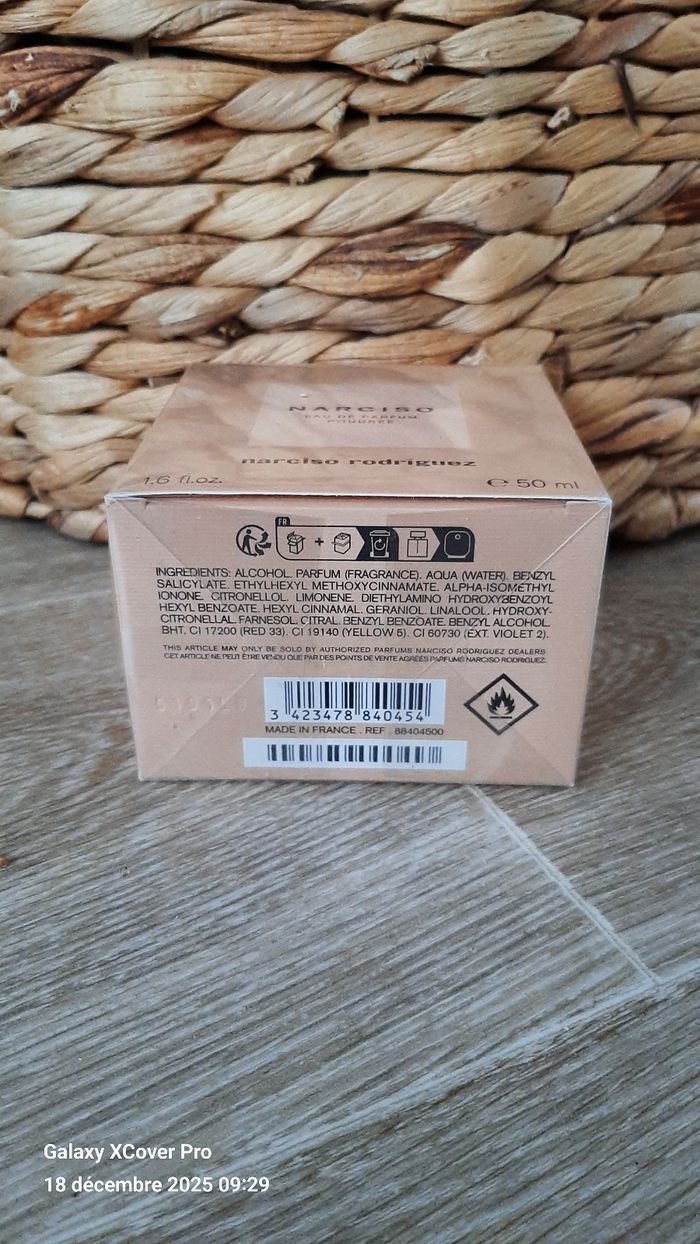 NARCISO
EAU DE PARFUM
POUDRÉE
narciso rodriguez
1.6 fl.oz. ℮ 50 ml
FR
INGREDIENTS: ALCOHOL. PARFUM (FRAGRANCE). AQUA (WATER). BENZYL
SALICYLATE. ETHYLHEXYL METHOXYCINNAMATE. ALPHA-ISOMETHYL
IONONE. CITRONELLOL. LIMONENE. DIETHYLAMINO HYDROXYBENZOYL
HEXYL BENZOATE. HEXYL CINNAMAL. GERANIOL. LINALOOL. HYDROXY-
CITRONELLAL. FARNESOL. CITRAL. BENZYL BENZOATE. BENZYL ALCOHOL.
BHT. CI 17200 (RED 33). CI 19140 (YELLOW 5). CI 60730 (EXT. VIOLET 2).
THIS ARTICLE MAY ONLY BE SOLD BY AUTHORIZED PARFUMS NARCISO RODRIGUEZ DEALERS.
CET ARTICLE NE PEUT ÊTRE VENDU QUE PAR DES POINTS DE VENTE AGRÉÉS PARFUMS NARCISO RODRIGUEZ.
3 423478 840454
MADE IN FRANCE . REF . 88404500
Galaxy XCover Pro
18 décembre 2025 09:29